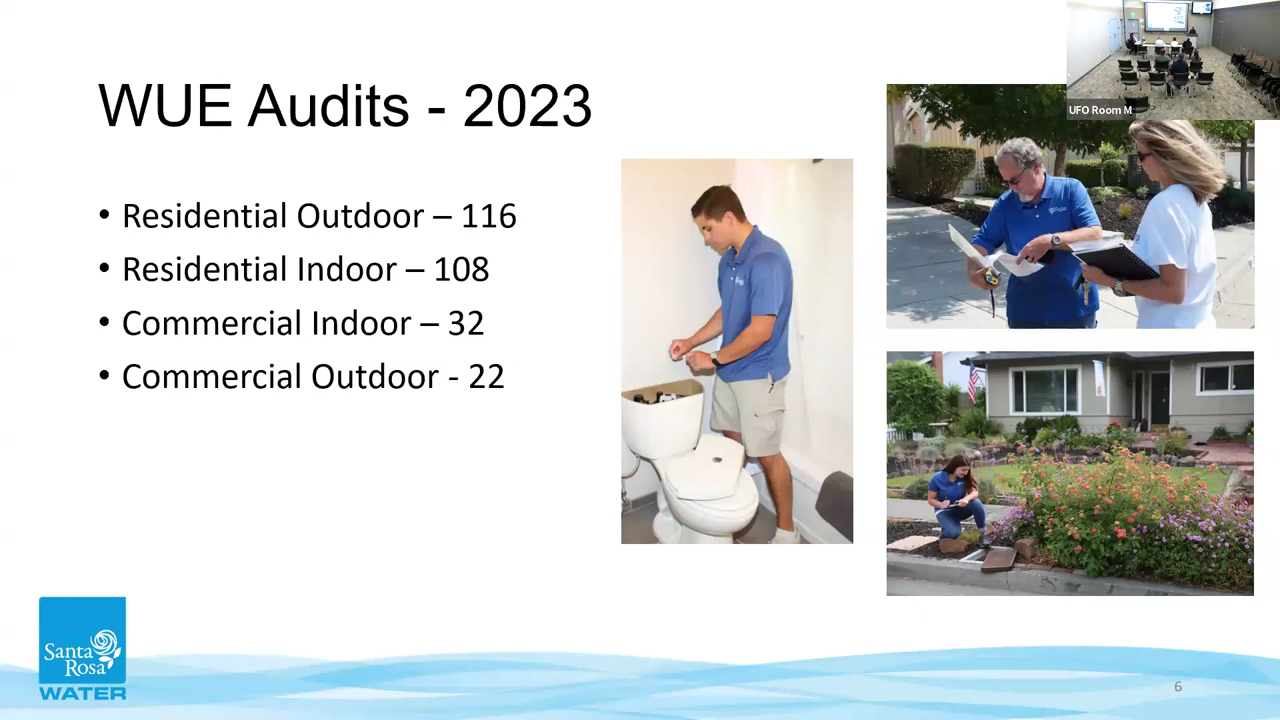 WUE Audits - 2023
• Residential Outdoor – 116
• Residential Indoor – 108
• Commercial Indoor – 32
• Commercial Outdoor - 22
UFO Room M
Santa
Rosa
WATER
6